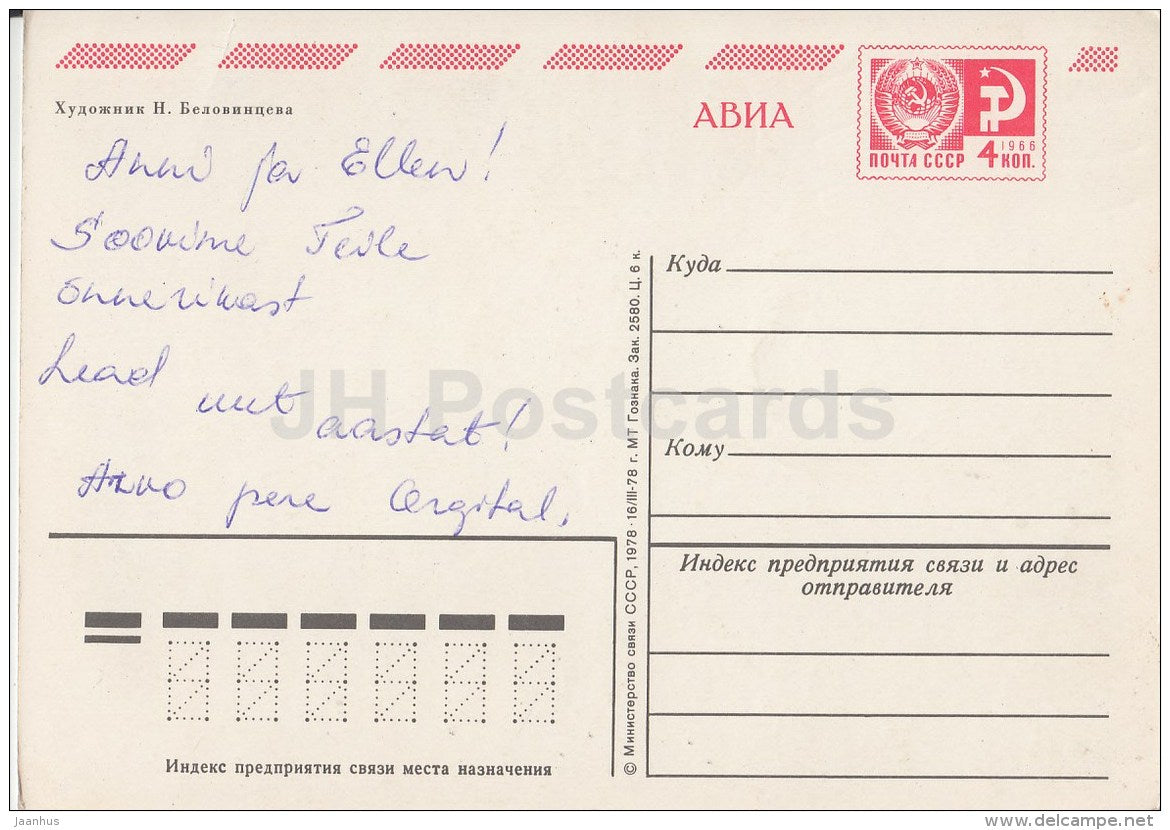 Художник Н. Беловинцева
АВИА
ПОЧТА СССР 4 1966 КОП.
Anni ja Ellen!
Soovime Teile
õnnerikast
head
uut
aastat!
Arvo pere Orgital.
JH Postcards
Куда
Кому
Индекс предприятия связи и адрес
отправителя
© Министерство связи СССР, 1978 · 16/III-78 г. МТ Гознака. Зак. 2580. Ц. 6 к.
Индекс предприятия связи места назначения
Jaanhus
www.delcampe.net